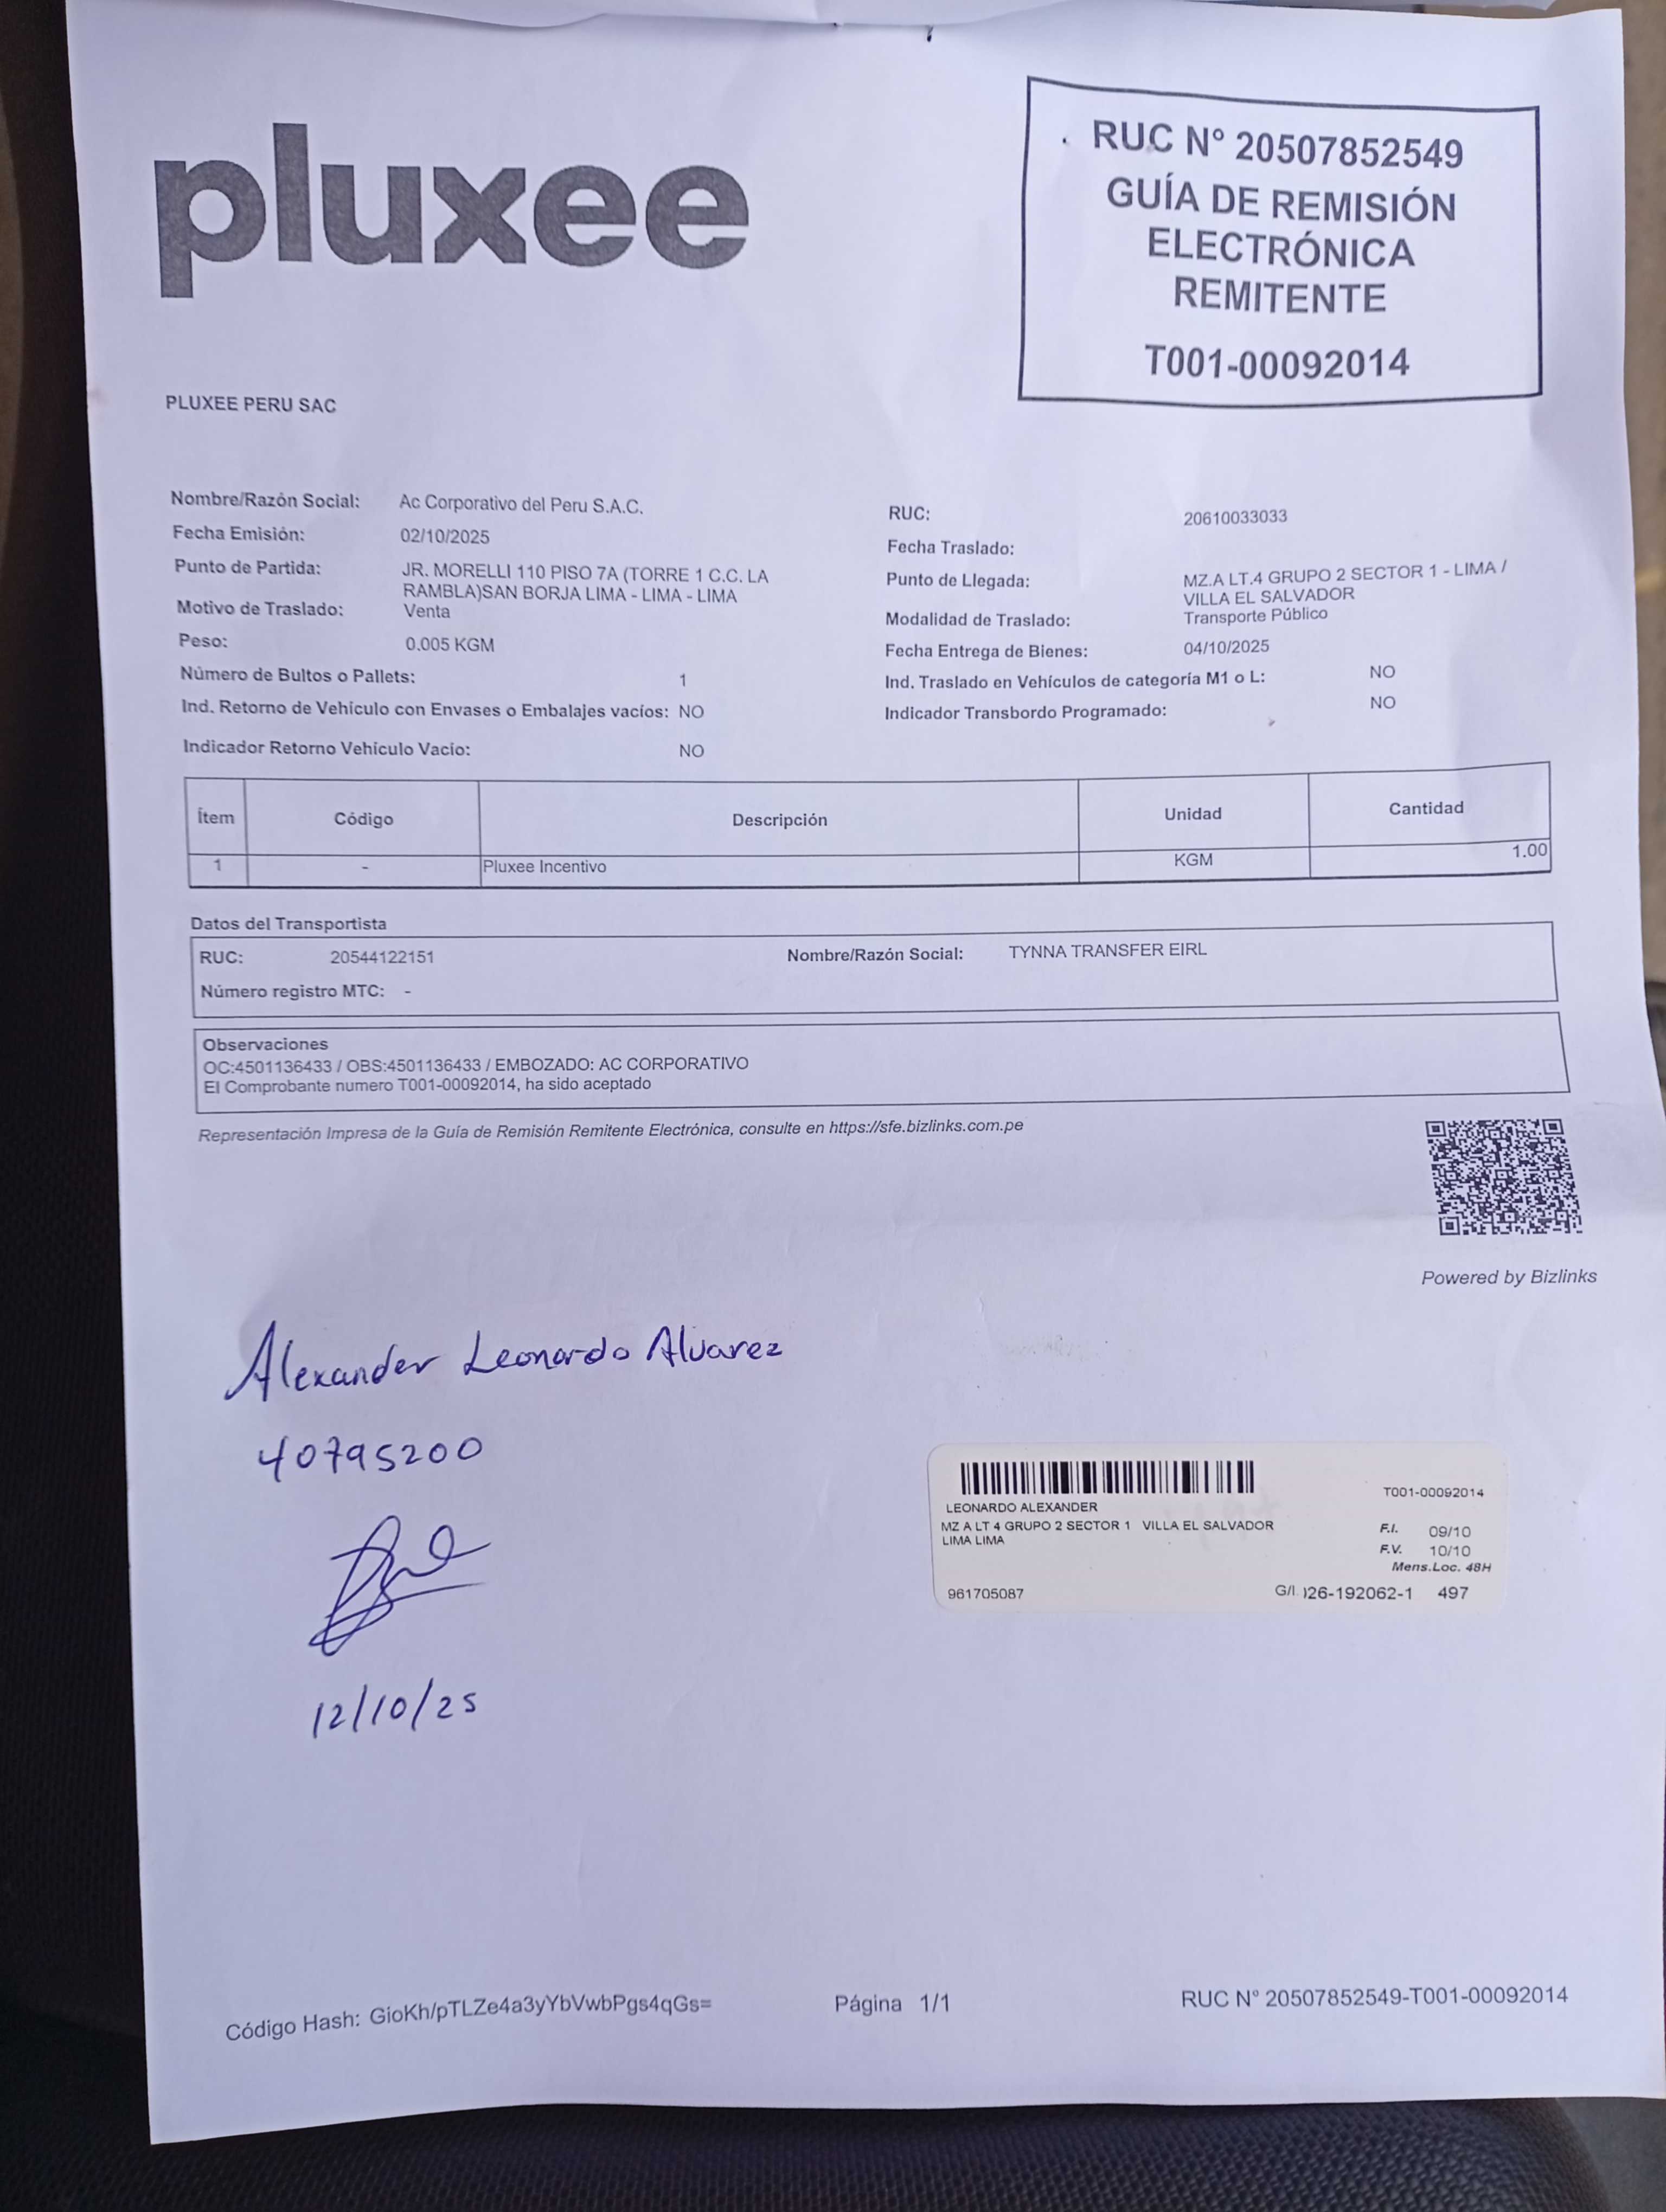 pluxee
RUC Nº 20507852549
GUÍA DE REMISIÓN
ELECTRÓNICA
REMITENTE
T001-00092014
PLUXEE PERU SAC
Nombre/Razón Social: Ac Corporativo del Peru S.A.C.
RUC: 20610033033
Fecha Emisión: 02/10/2025
Fecha Traslado:
Punto de Partida: JR. MORELLI 110 PISO 7A (TORRE 1 C.C. LA
RAMBLA)SAN BORJA LIMA - LIMA - LIMA
Punto de Llegada: MZ.A LT.4 GRUPO 2 SECTOR 1 - LIMA /
VILLA EL SALVADOR
Motivo de Traslado: Venta
Modalidad de Traslado: Transporte Público
Peso: 0.005 KGM
Fecha Entrega de Bienes: 04/10/2025
Número de Bultos o Pallets: 1
Ind. Traslado en Vehículos de categoría M1 o L: NO
Ind. Retorno de Vehículo con Envases o Embalajes vacíos: NO
Indicador Transbordo Programado: NO
Indicador Retorno Vehículo Vacío: NO
Ítem Código Descripción Unidad Cantidad
1 - Pluxee Incentivo KGM 1.00
Datos del Transportista
RUC: 20544122151 Nombre/Razón Social: TYNNA TRANSFER EIRL
Número registro MTC: -
Observaciones
OC:4501136433 / OBS:4501136433 / EMBOZADO: AC CORPORATIVO
El Comprobante numero T001-00092014, ha sido aceptado
Representación Impresa de la Guía de Remisión Remitente Electrónica, consulte en https://sfe.bizlinks.com.pe
Powered by Bizlinks
Alexander Leonardo Alvarez
40795200
12/10/25
T001-00092014
LEONARDO ALEXANDER
MZ A LT 4 GRUPO 2 SECTOR 1 VILLA EL SALVADOR
LIMA LIMA
F.I. 09/10
F.V. 10/10
Mens.Loc. 48H
961705087
G/I. )26-192062-1 497
Código Hash: GioKh/pTLZe4a3yYbVwbPgs4qGs=
Página 1/1
RUC Nº 20507852549-T001-00092014